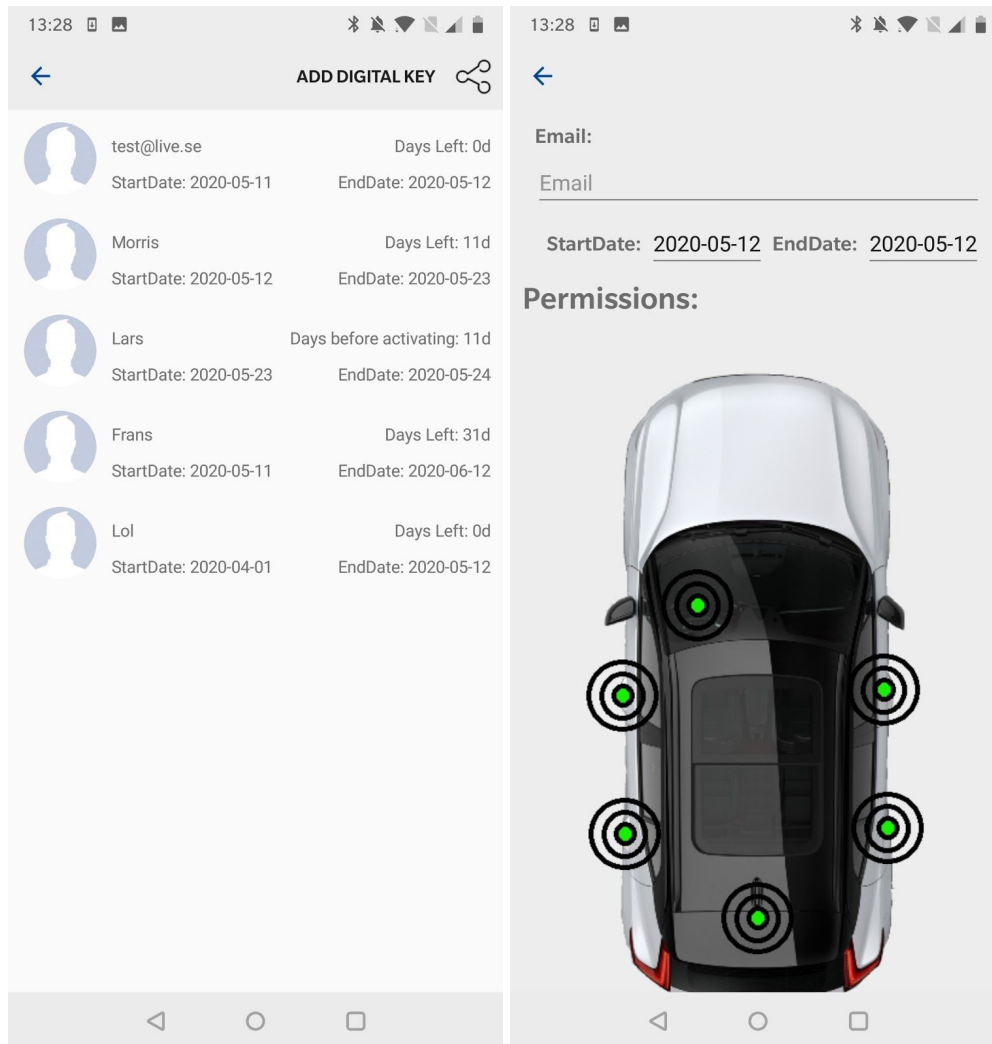 13:28
ADD DIGITAL KEY
test@live.se Days Left: 0d
StartDate: 2020-05-11 EndDate: 2020-05-12
Morris Days Left: 11d
StartDate: 2020-05-12 EndDate: 2020-05-23
Lars Days before activating: 11d
StartDate: 2020-05-23 EndDate: 2020-05-24
Frans Days Left: 31d
StartDate: 2020-05-11 EndDate: 2020-06-12
Lol Days Left: 0d
StartDate: 2020-04-01 EndDate: 2020-05-12
13:28
Email:
Email
StartDate: 2020-05-12 EndDate: 2020-05-12
Permissions: